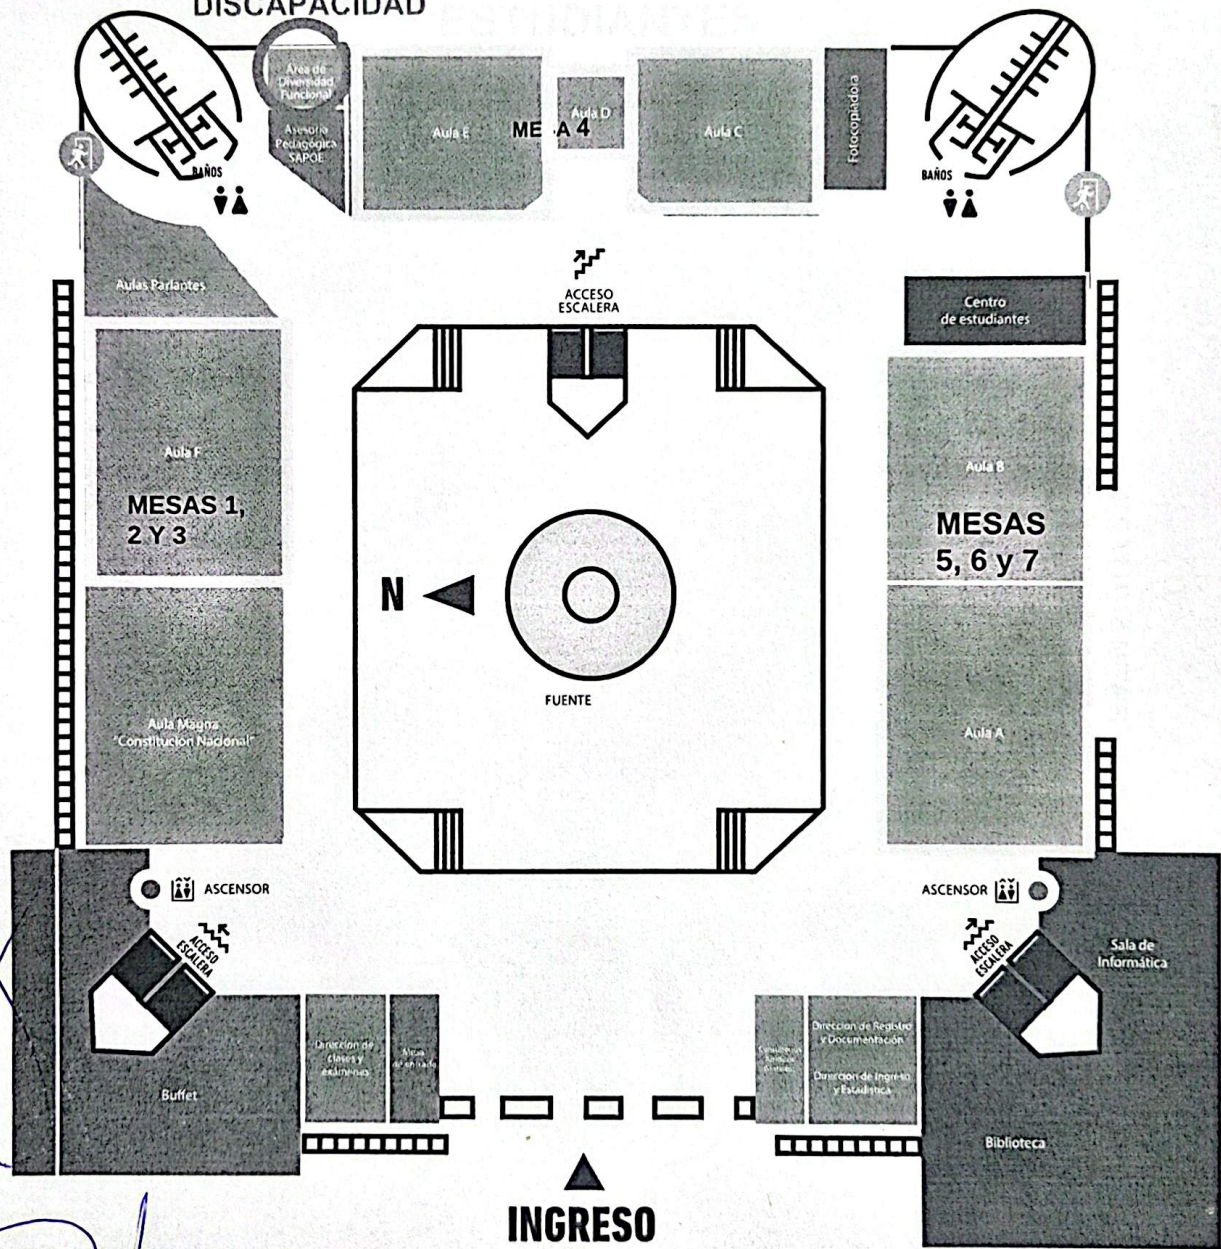 DISCAPACIDAD
ESTUDIANTES
Área de
Diversidad
Funcional
Asesoría
Pedagógica
SAPOE
Aula E
MESA 4
Aula D
Aula C
Fotocopiadora
BAÑOS
BAÑOS
Aulas Parlantes
ACCESO
ESCALERA
Centro
de estudiantes
Aula F
MESAS 1,
2 Y 3
Aula B
MESAS
5, 6 y 7
N
FUENTE
Aula Magna
"Constitución Nacional"
Aula A
ASCENSOR
ASCENSOR
ACCESO
ESCALERA
ACCESO
ESCALERA
Sala de
Informática
Dirección de
clases y
exámenes
Mesa
de entrada
Dirección de Registro
y Documentación
Dirección de Ingreso
y Estadística
Buffet
Biblioteca
INGRESO